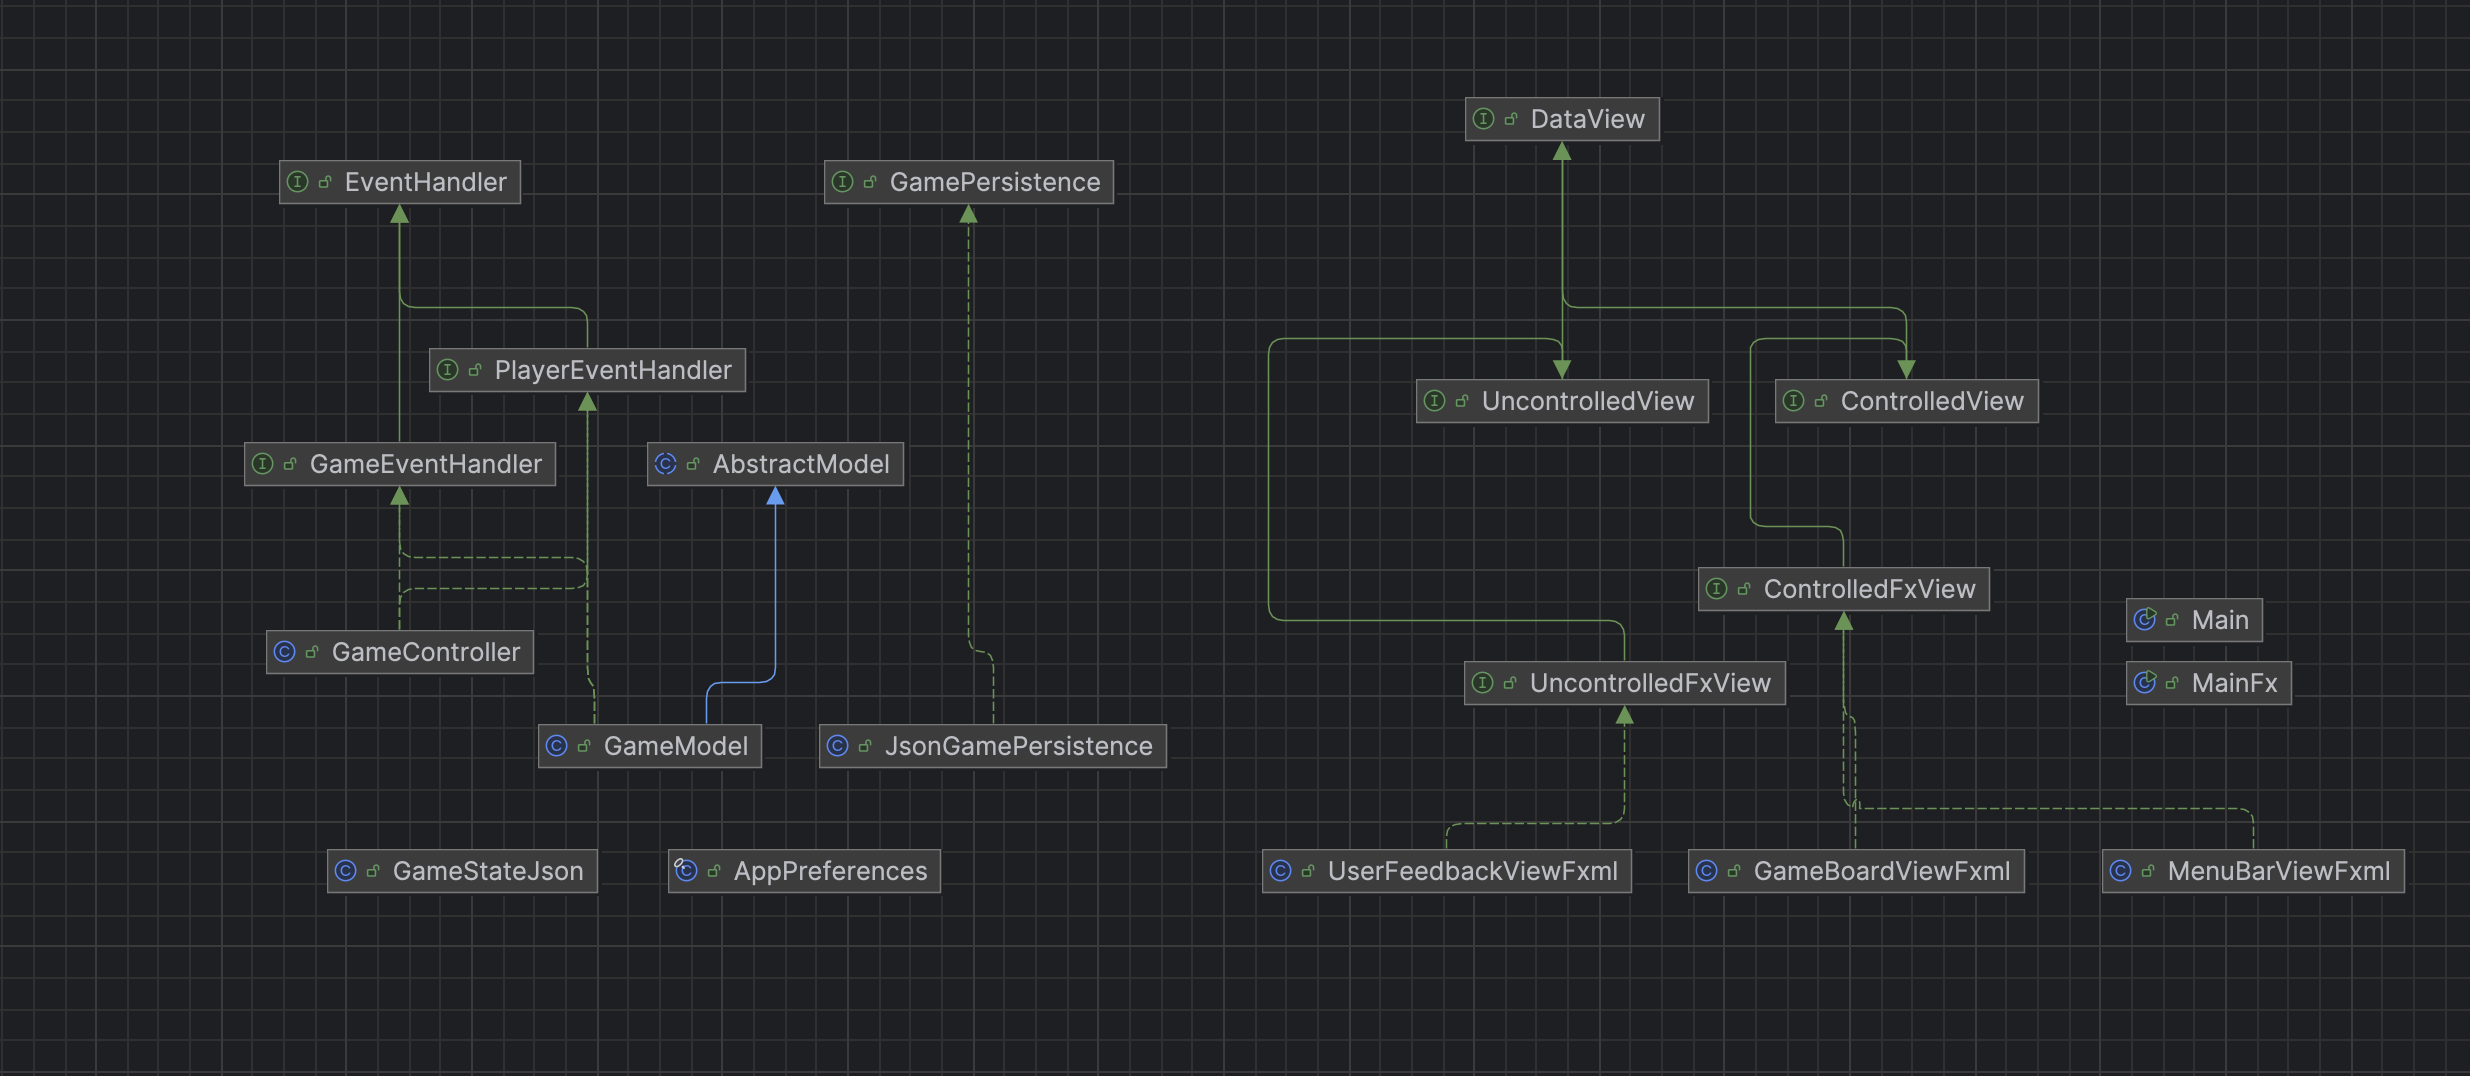 DataView
EventHandler
GamePersistence
PlayerEventHandler
UncontrolledView
ControlledView
GameEventHandler
AbstractModel
ControlledFxView
Main
GameController
UncontrolledFxView
MainFx
GameModel
JsonGamePersistence
GameStateJson
AppPreferences
UserFeedbackViewFxml
GameBoardViewFxml
MenuBarViewFxml